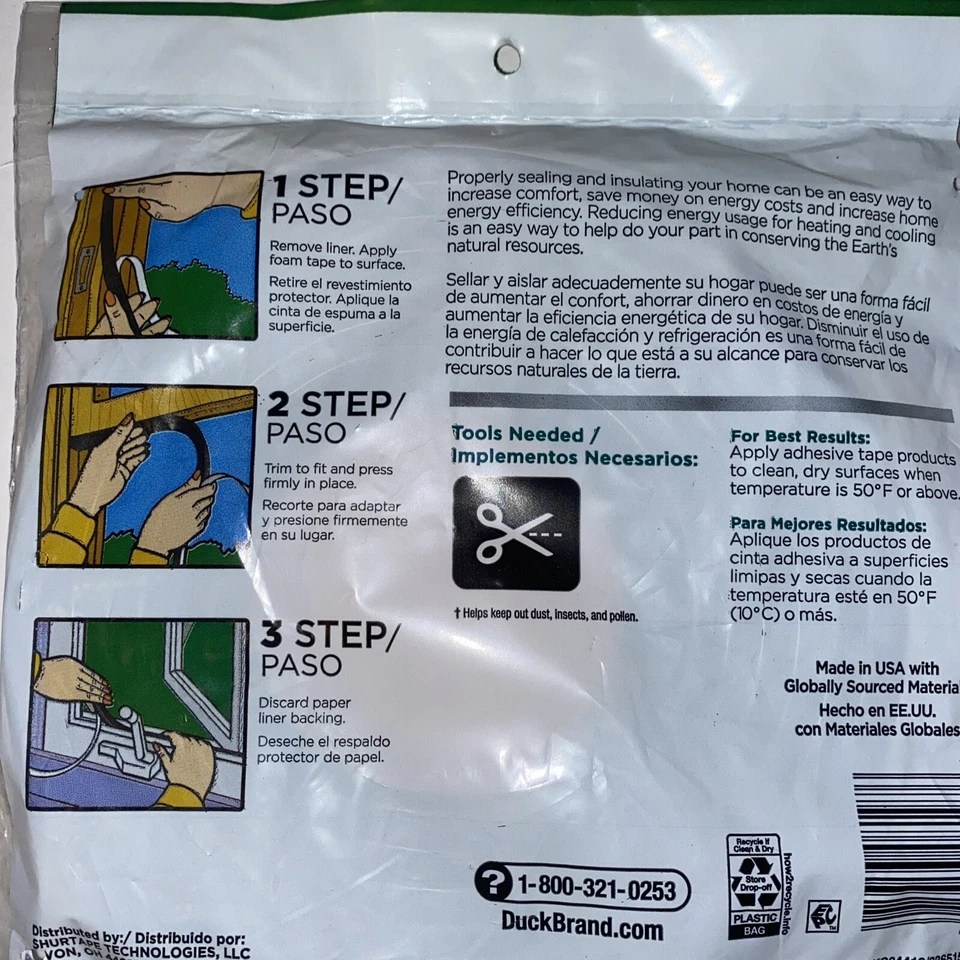 1 STEP/
PASO
Remove liner. Apply
foam tape to surface.
Retire el revestimiento
protector. Aplique la
cinta de espuma a la
superficie.
2 STEP/
PASO
Trim to fit and press
firmly in place.
Recorte para adaptar
y presione firmemente
en su lugar.
3 STEP/
PASO
Discard paper
liner backing.
Deseche el respaldo
protector de papel.
Properly sealing and insulating your home can be an easy way to
increase comfort, save money on energy costs and increase home
energy efficiency. Reducing energy usage for heating and cooling
is an easy way to help do your part in conserving the Earth's
natural resources.
Sellar y aislar adecuadamente su hogar puede ser una forma fácil
de aumentar el confort, ahorrar dinero en costos de energía y
aumentar la eficiencia energética de su hogar. Disminuir el uso de
la energía de calefacción y refrigeración es una forma fácil de
contribuir a hacer lo que está a su alcance para conservar los
recursos naturales de la tierra.
Tools Needed /
Implementos Necesarios:
† Helps keep out dust, insects, and pollen.
For Best Results:
Apply adhesive tape products
to clean, dry surfaces when
temperature is 50°F or above.
Para Mejores Resultados:
Aplique los productos de
cinta adhesiva a superficies
limipas y secas cuando la
temperatura esté en 50°F
(10°C) o más.
Made in USA with
Globally Sourced Materia
Hecho en EE.UU.
con Materiales Globales
? 1-800-321-0253
DuckBrand.com
Recycle if
Clean & Dry
Store
Drop-off
PLASTIC
BAG
how2recycle.info
Distributed by:/ Distribuido por:
SHURTAPE TECHNOLOGIES, LLC